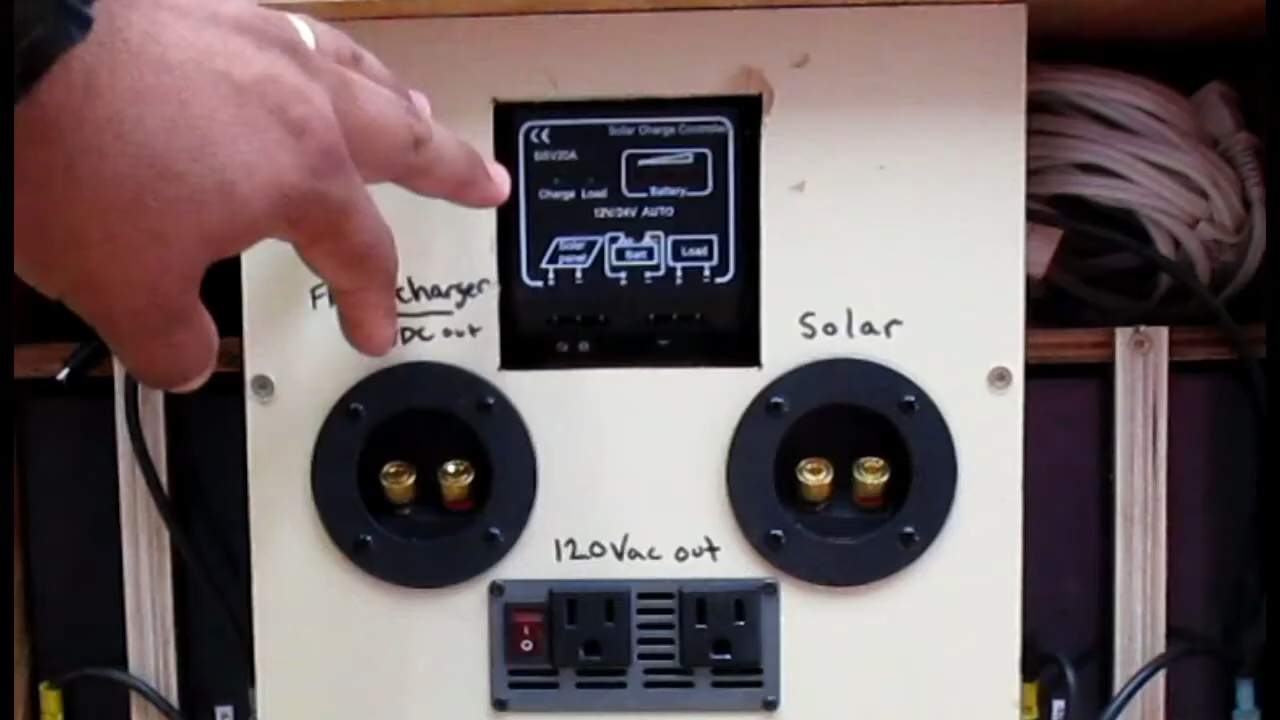 CE
Solar Charge Controller
Charge Load
Battery
12V/24V AUTO
Solar panel
Batt
Load
+ - + - + -
charger
DC out
Solar
120Vac out
I
O